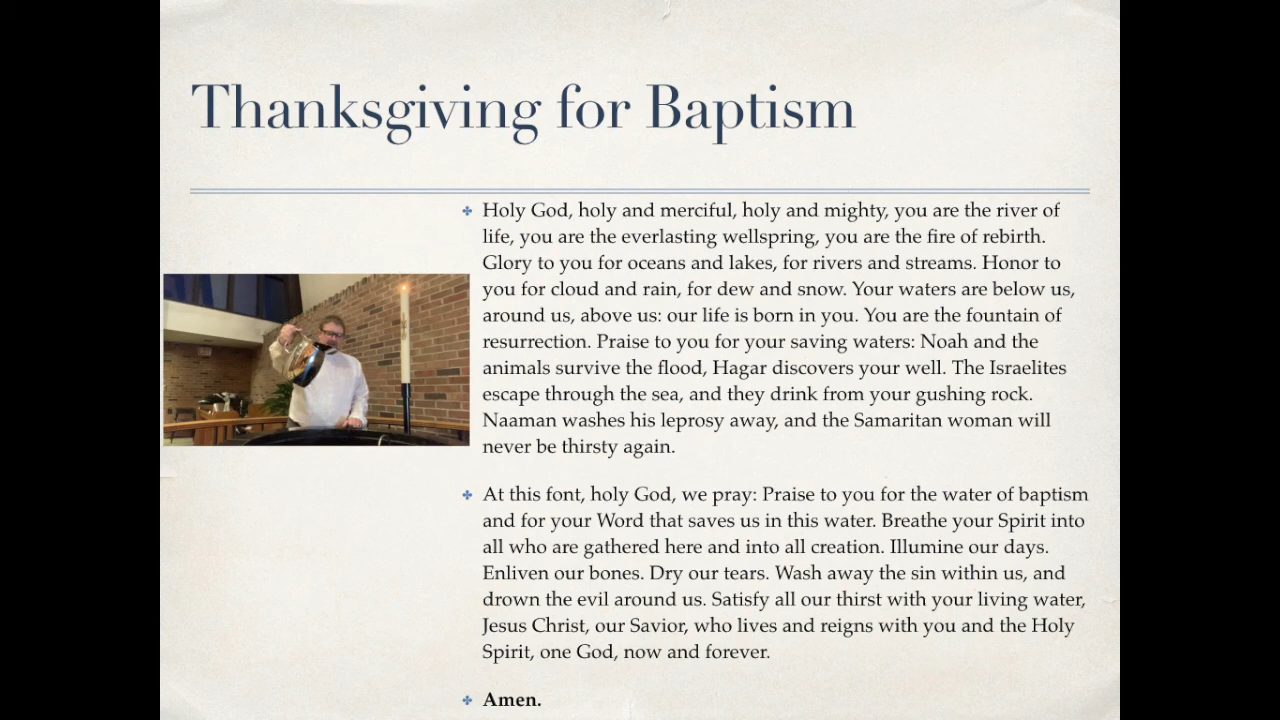 Thanksgiving for Baptism
Holy God, holy and merciful, holy and mighty, you are the river of
life, you are the everlasting wellspring, you are the fire of rebirth.
Glory to you for oceans and lakes, for rivers and streams. Honor to
you for cloud and rain, for dew and snow. Your waters are below us,
around us, above us: our life is born in you. You are the fountain of
resurrection. Praise to you for your saving waters: Noah and the
animals survive the flood, Hagar discovers your well. The Israelites
escape through the sea, and they drink from your gushing rock.
Naaman washes his leprosy away, and the Samaritan woman will
never be thirsty again.
At this font, holy God, we pray: Praise to you for the water of baptism
and for your Word that saves us in this water. Breathe your Spirit into
all who are gathered here and into all creation. Illumine our days.
Enliven our bones. Dry our tears. Wash away the sin within us, and
drown the evil around us. Satisfy all our thirst with your living water,
Jesus Christ, our Savior, who lives and reigns with you and the Holy
Spirit, one God, now and forever.
Amen.